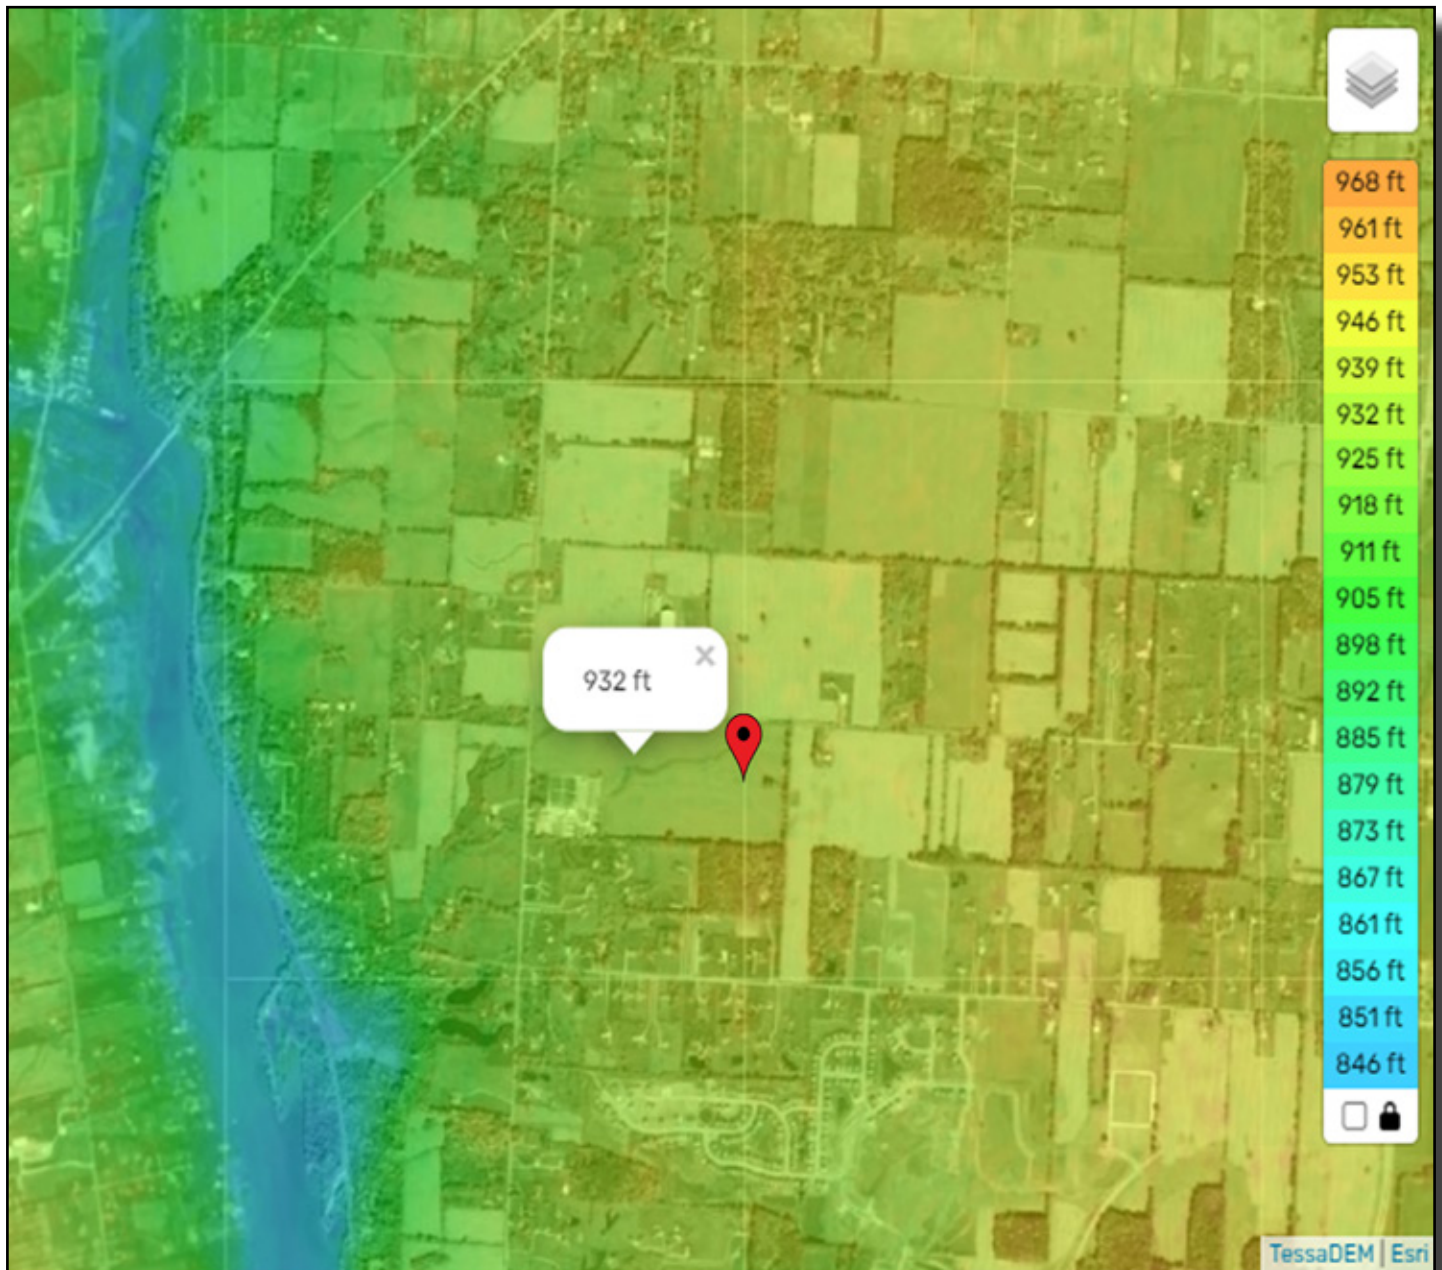 968 ft
961 ft
953 ft
946 ft
939 ft
932 ft
925 ft
918 ft
911 ft
905 ft
898 ft
892 ft
885 ft
879 ft
873 ft
867 ft
861 ft
856 ft
851 ft
846 ft
932 ft ×
TessaDEM | Esri